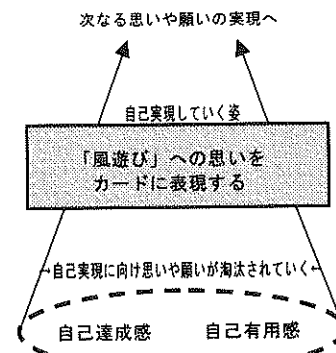 次なる思いや願いの実現へ
自己実現していく姿
「風遊び」への思いを
カードに表現する
→自己実現に向け思いや願いが淘汰されていく←
自己達成感 自己有用感